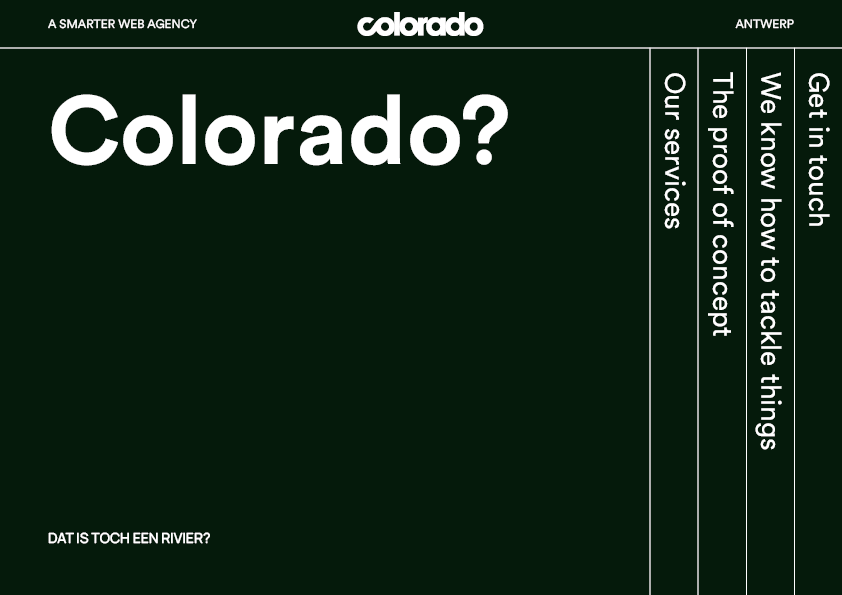 A SMARTER WEB AGENCY
colorado
ANTWERP
Colorado?
DAT IS TOCH EEN RIVIER?
Our services
The proof of concept
We know how to tackle things
Get in touch